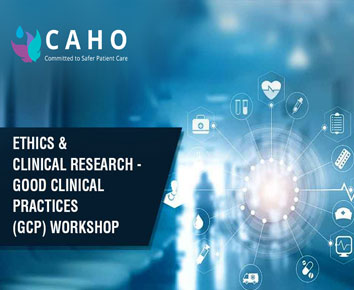 CAHO
Committed to Safer Patient Care
ETHICS &
CLINICAL RESEARCH -
GOOD CLINICAL
PRACTICES
(GCP) WORKSHOP